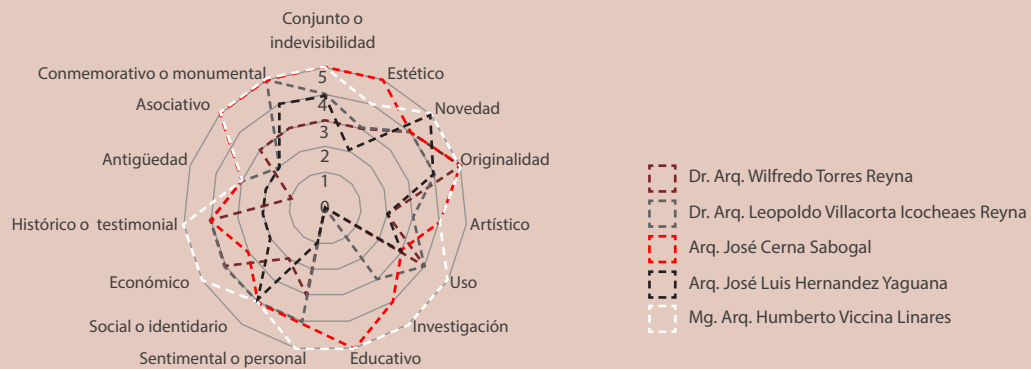 Conjunto o
indevisibilidad
Conmemorativo o monumental
Estético
Asociativo
Novedad
Antigüedad
Originalidad
Histórico o testimonial
Artístico
Económico
Uso
Social o identidario
Investigación
Sentimental o personal
Educativo
5
4
3
2
1
0
Dr. Arq. Wilfredo Torres Reyna
Dr. Arq. Leopoldo Villacorta Icocheaes Reyna
Arq. José Cerna Sabogal
Arq. José Luis Hernandez Yaguana
Mg. Arq. Humberto Viccina Linares